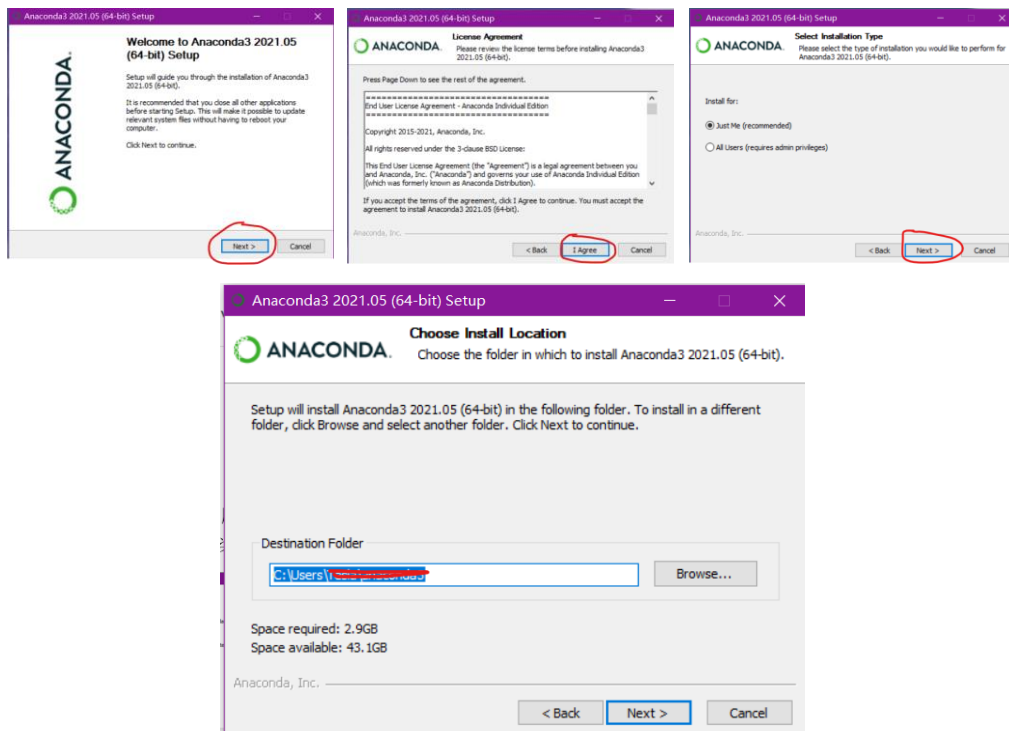 Anaconda3 2021.05 (64-bit) Setup
ANACONDA.
Welcome to Anaconda3 2021.05
(64-bit) Setup
Setup will guide you through the installation of Anaconda3
2021.05 (64-bit).
It is recommended that you close all other applications
before starting Setup. This will make it possible to update
relevant system files without having to reboot your
computer.
Click Next to continue.
Next >
Cancel
Anaconda3 2021.05 (64-bit) Setup
ANACONDA.
License Agreement
Please review the license terms before installing Anaconda3
2021.05 (64-bit).
Press Page Down to see the rest of the agreement.
===================================
End User License Agreement - Anaconda Individual Edition
===================================
Copyright 2015-2021, Anaconda, Inc.
All rights reserved under the 3-clause BSD License:
This End User License Agreement (the "Agreement") is a legal agreement between you
and Anaconda, Inc. ("Anaconda") and governs your use of Anaconda Individual Edition
(which was formerly known as Anaconda Distribution).
If you accept the terms of the agreement, click I Agree to continue. You must accept the
agreement to install Anaconda3 2021.05 (64-bit).
Anaconda, Inc.
< Back
I Agree
Cancel
Anaconda3 2021.05 (64-bit) Setup
ANACONDA.
Select Installation Type
Please select the type of installation you would like to perform for
Anaconda3 2021.05 (64-bit).
Install for:
Just Me (recommended)
All Users (requires admin privileges)
Anaconda, Inc.
< Back
Next >
Cancel
Anaconda3 2021.05 (64-bit) Setup
ANACONDA.
Choose Install Location
Choose the folder in which to install Anaconda3 2021.05 (64-bit).
Setup will install Anaconda3 2021.05 (64-bit) in the following folder. To install in a different
folder, click Browse and select another folder. Click Next to continue.
Destination Folder
C:\Users\
Browse...
Space required: 2.9GB
Space available: 43.1GB
Anaconda, Inc.
< Back
Next >
Cancel